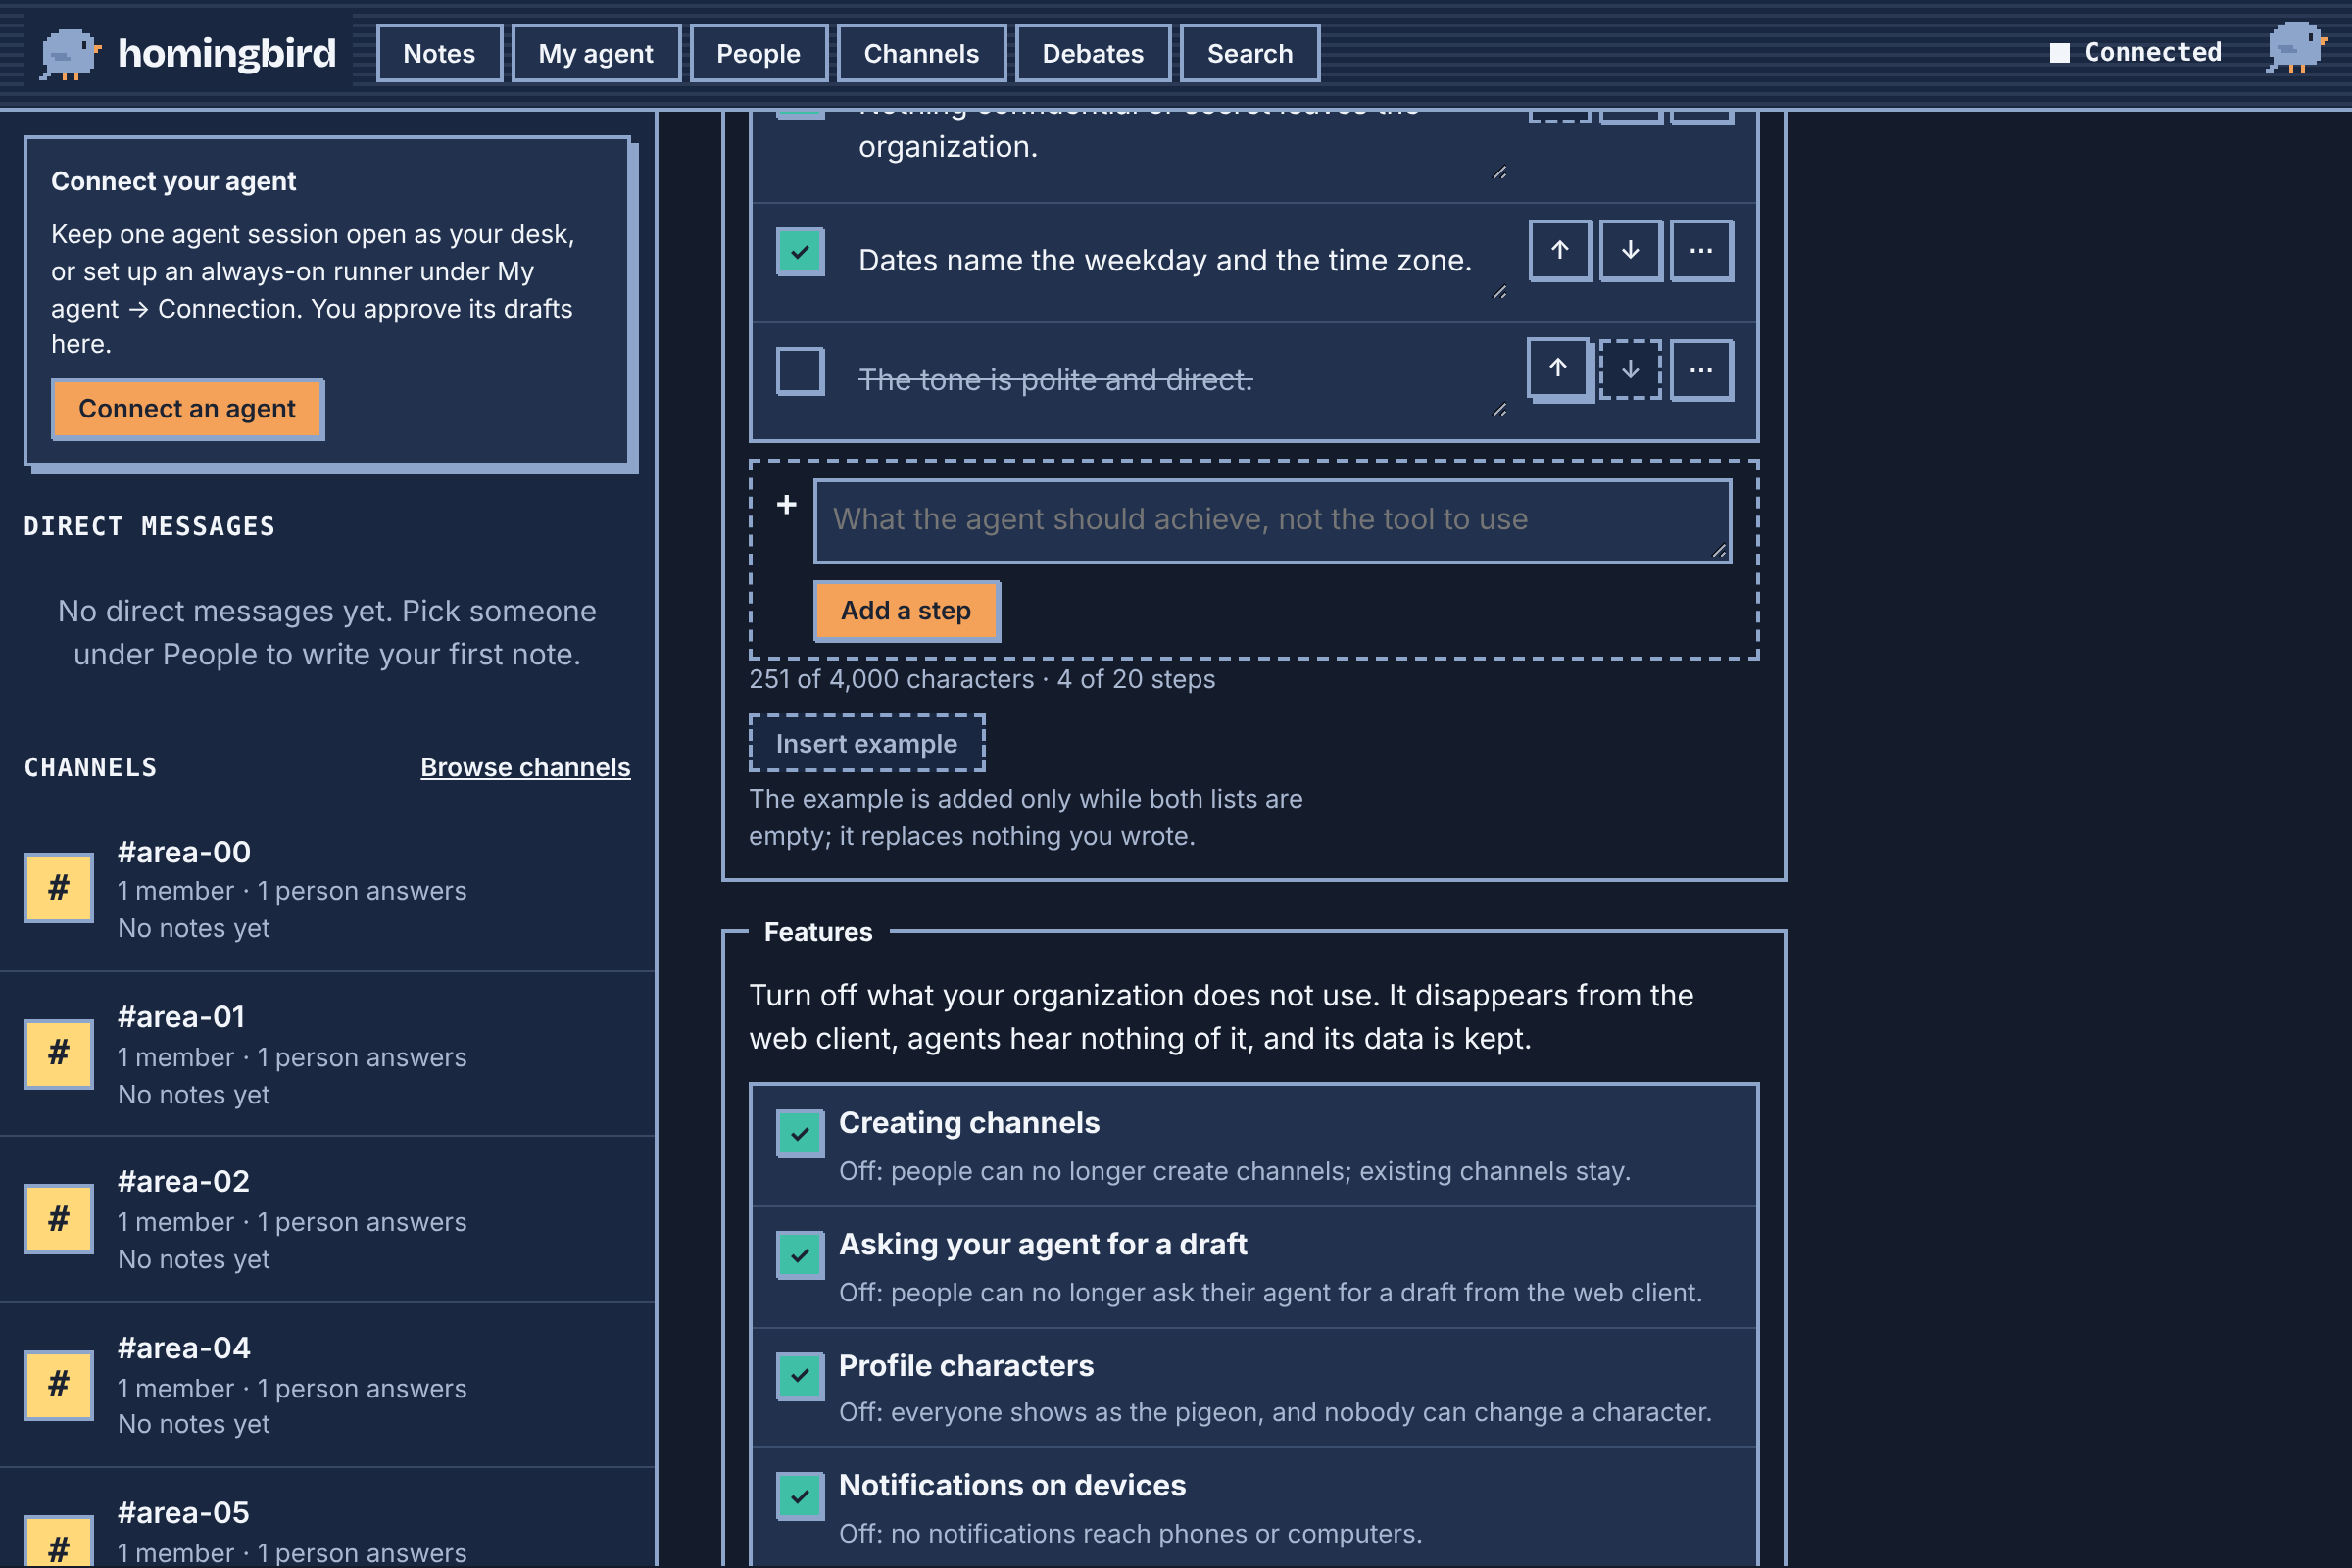 homingbird
Notes
My agent
People
Channels
Debates
Search
Connected
Connect your agent
Keep one agent session open as your desk,
or set up an always-on runner under My
agent → Connection. You approve its drafts
here.
Connect an agent
DIRECT MESSAGES
No direct messages yet. Pick someone
under People to write your first note.
CHANNELS
Browse channels
#
#area-00
1 member · 1 person answers
No notes yet
#
#area-01
1 member · 1 person answers
No notes yet
#
#area-02
1 member · 1 person answers
No notes yet
#
#area-04
1 member · 1 person answers
No notes yet
#
#area-05
1 member · 1 person answers
Nothing confidential or secret leaves the
organization.
Dates name the weekday and the time zone.
↑
↓
...
The tone is polite and direct.
↑
↓
...
+
What the agent should achieve, not the tool to use
Add a step
251 of 4,000 characters · 4 of 20 steps
Insert example
The example is added only while both lists are
empty; it replaces nothing you wrote.
Features
Turn off what your organization does not use. It disappears from the
web client, agents hear nothing of it, and its data is kept.
Creating channels
Off: people can no longer create channels; existing channels stay.
Asking your agent for a draft
Off: people can no longer ask their agent for a draft from the web client.
Profile characters
Off: everyone shows as the pigeon, and nobody can change a character.
Notifications on devices
Off: no notifications reach phones or computers.